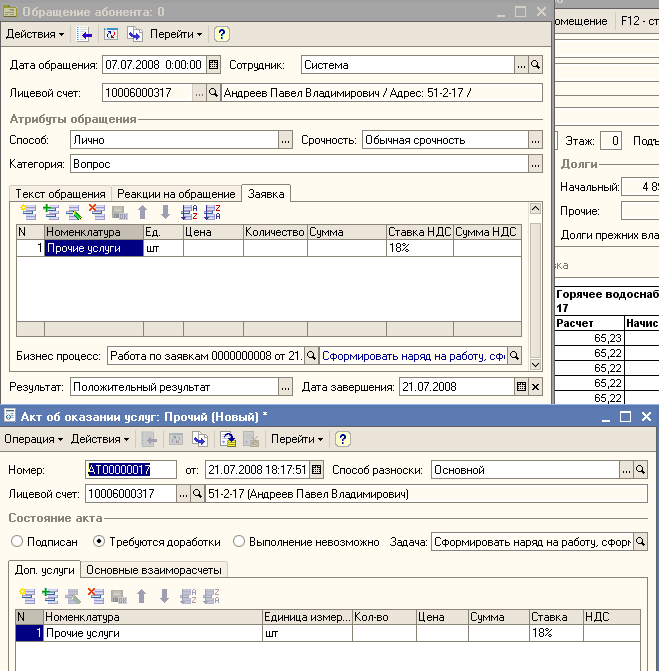 Обращение абонента: 0
Действия Перейти ?
омещение F12 - ст
Дата обращения: 07.07.2008 0:00:00 Сотрудник: Система ...
Лицевой счет: 10006000317 ... Андреев Павел Владимирович / Адрес: 51-2-17 /
Атрибуты обращения
Способ: Лично ... Срочность: Обычная срочность ...
Этаж: 0 Подъ
Категория: Вопрос ...
Долги
Начальный: 4 8
Прочие:
Долги прежних вла
Текст обращения Реакции на обращение Заявка
N Номенклатура Ед. Цена Количество Сумма Ставка НДС Сумма НДС
1 Прочие услуги шт 18%
вка
Горячее водоснаб
17
Расчет Начис
65,23
65,22
65,22
65,22
65,22
Бизнес процесс: Работа по заявкам 0000000008 от 21. Сформировать наряд на работу, сф
Результат: Положительный результат ... Дата завершения: 21.07.2008
Акт об оказании услуг: Прочий (Новый) *
Операция Действия Перейти ?
Номер: АТ00000017 от: 21.07.2008 18:17:51 Способ разноски: Основной ...
Лицевой счет: 10006000317 ... 51-2-17 (Андреев Павел Владимирович)
Состояние акта
Подписан Требуются доработки Выполнение невозможно Задача: Сформировать наряд на работу, сфор
Доп. услуги Основные взаиморасчеты
N Номенклатура Единица измер... Кол-во Цена Сумма Ставка НДС
1 Прочие услуги шт 18%